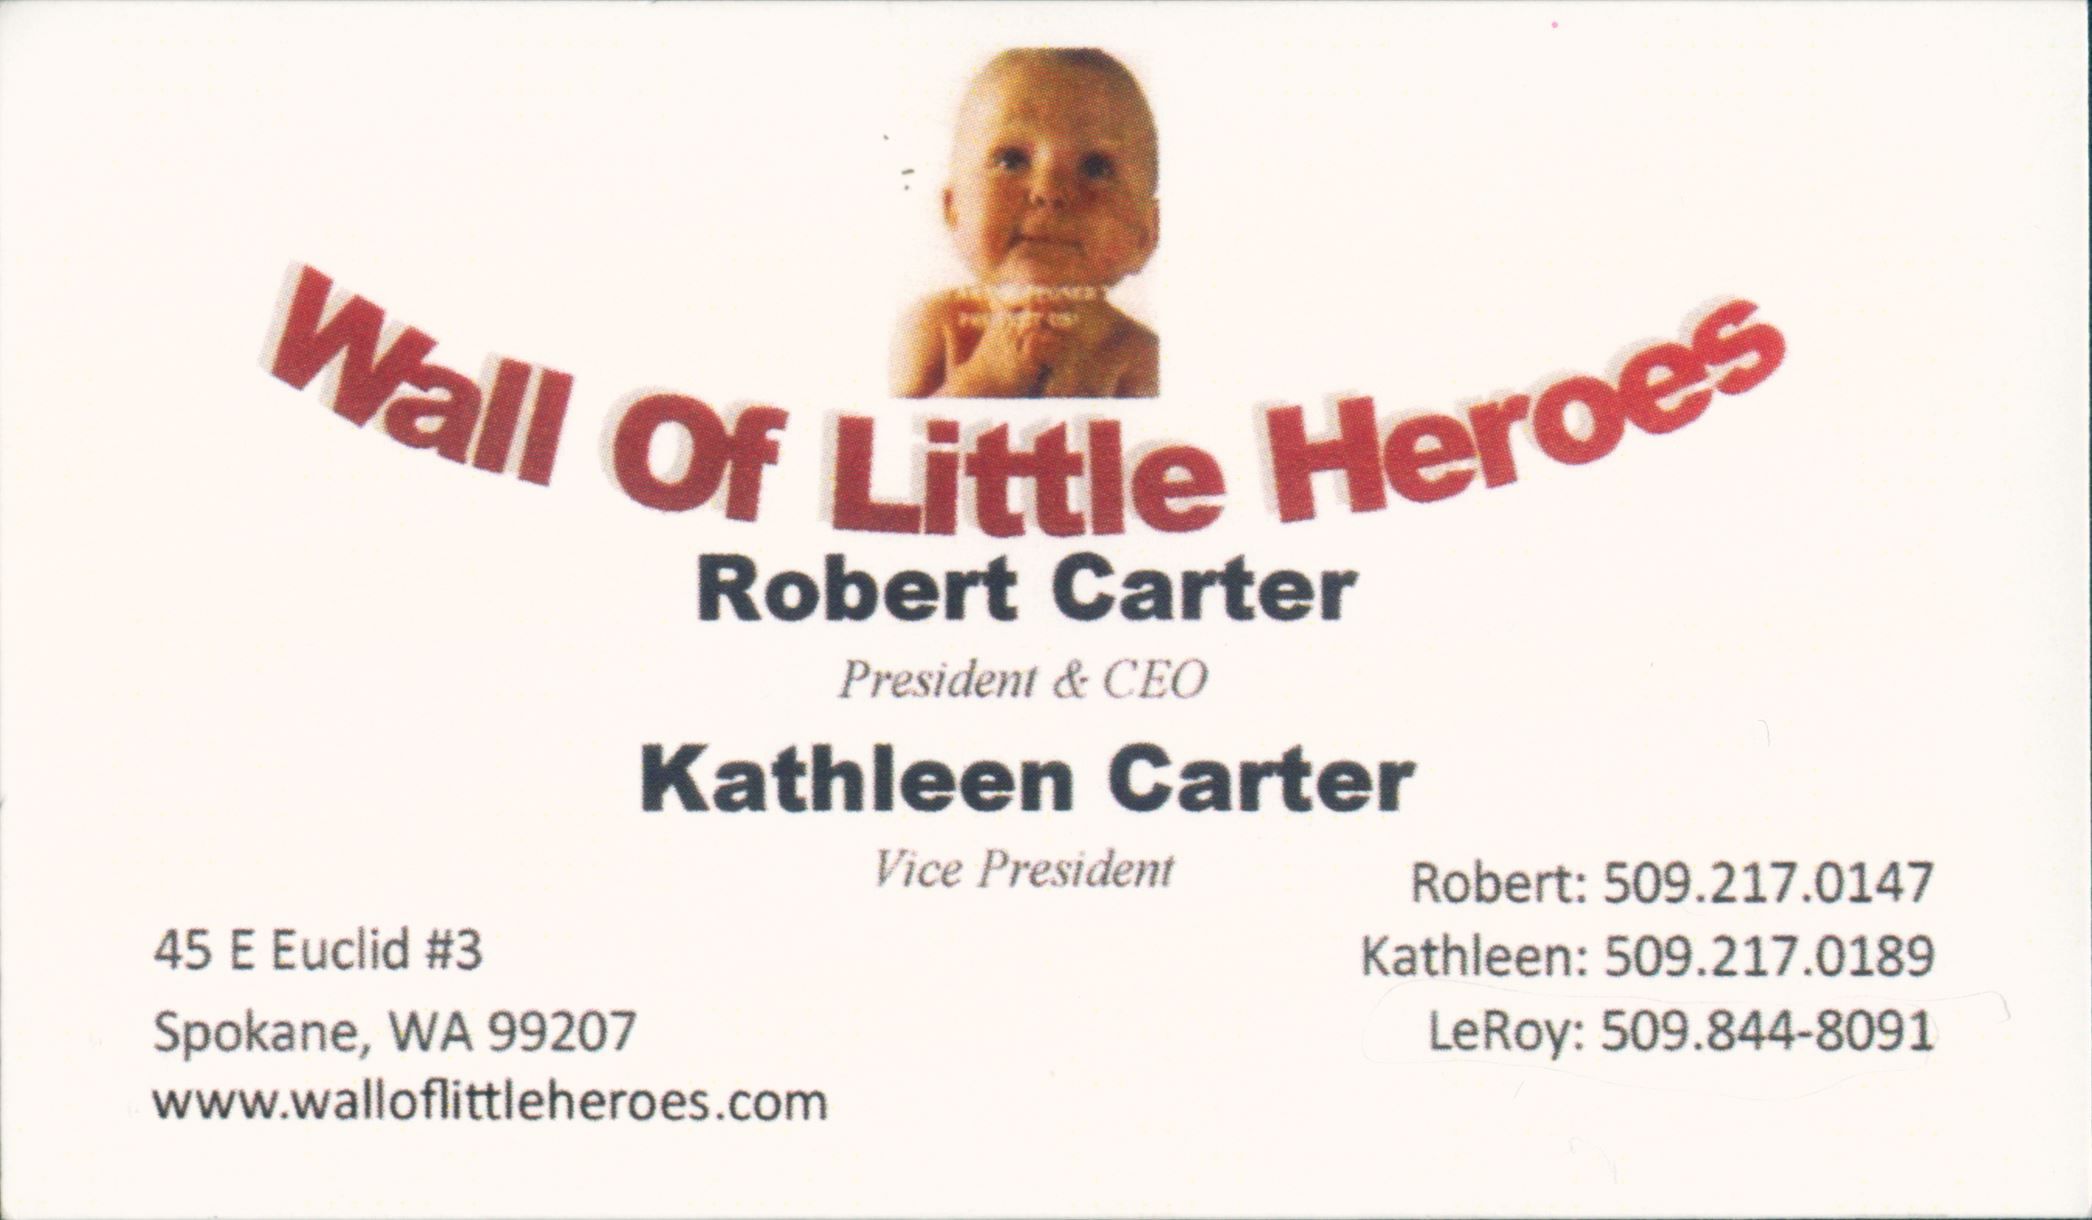 Wall Of Little Heroes
Robert Carter
President & CEO
Kathleen Carter
Vice President
45 E Euclid #3
Spokane, WA 99207
www.walloflittleheroes.com
Robert: 509.217.0147
Kathleen: 509.217.0189
LeRoy: 509.844-8091